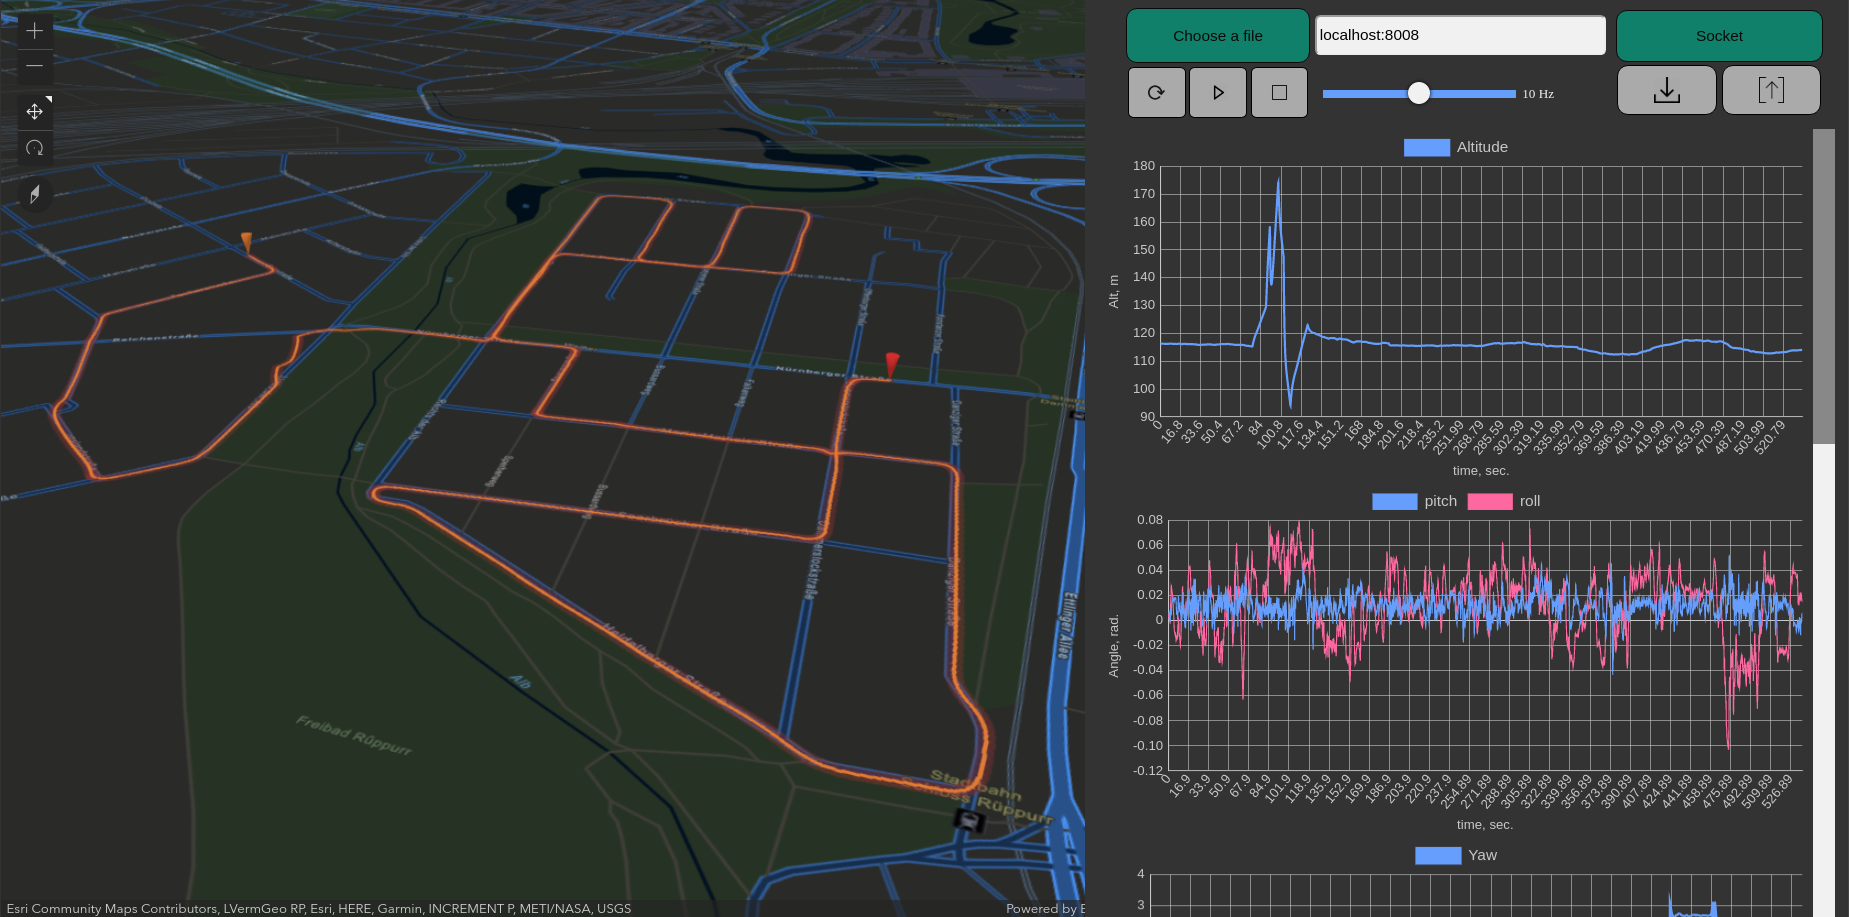 Choose a file
localhost:8008
Socket
10 Hz
Altitude
180
170
160
150
140
130
120
110
100
90
Alt, m
0 16.8 33.6 50.4 67.2 84 100.8 117.6 134.4 151.2 168 184.8 201.6 218.4 235.2 251.99 268.79 285.59 302.39 319.19 335.99 352.79 369.59 386.39 403.19 419.99 436.79 453.59 470.39 487.19 503.99 520.79
time, sec.
pitch roll
0.08
0.06
0.04
0.02
0
-0.02
-0.04
-0.06
-0.08
-0.10
-0.12
Angle, rad.
0 16.9 33.9 50.9 67.9 84.9 101.9 118.9 135.9 152.9 169.9 186.9 203.9 220.9 237.9 254.89 271.89 288.89 305.89 322.89 339.89 356.89 373.89 390.89 407.89 424.89 441.89 458.89 475.89 492.89 509.89 526.89
time, sec.
Yaw
4
3
Belchenstraße
Nürnberger Straße
Saarbrücker Straße
Heidelberger Straße
Danziger Straße
Ettlinger Allee
Alb
Freibad Rüppurr
Stadtbahn
Schloss Rüppurr
Esri Community Maps Contributors, LVermGeo RP, Esri, HERE, Garmin, INCREMENT P, METI/NASA, USGS
Powered by E